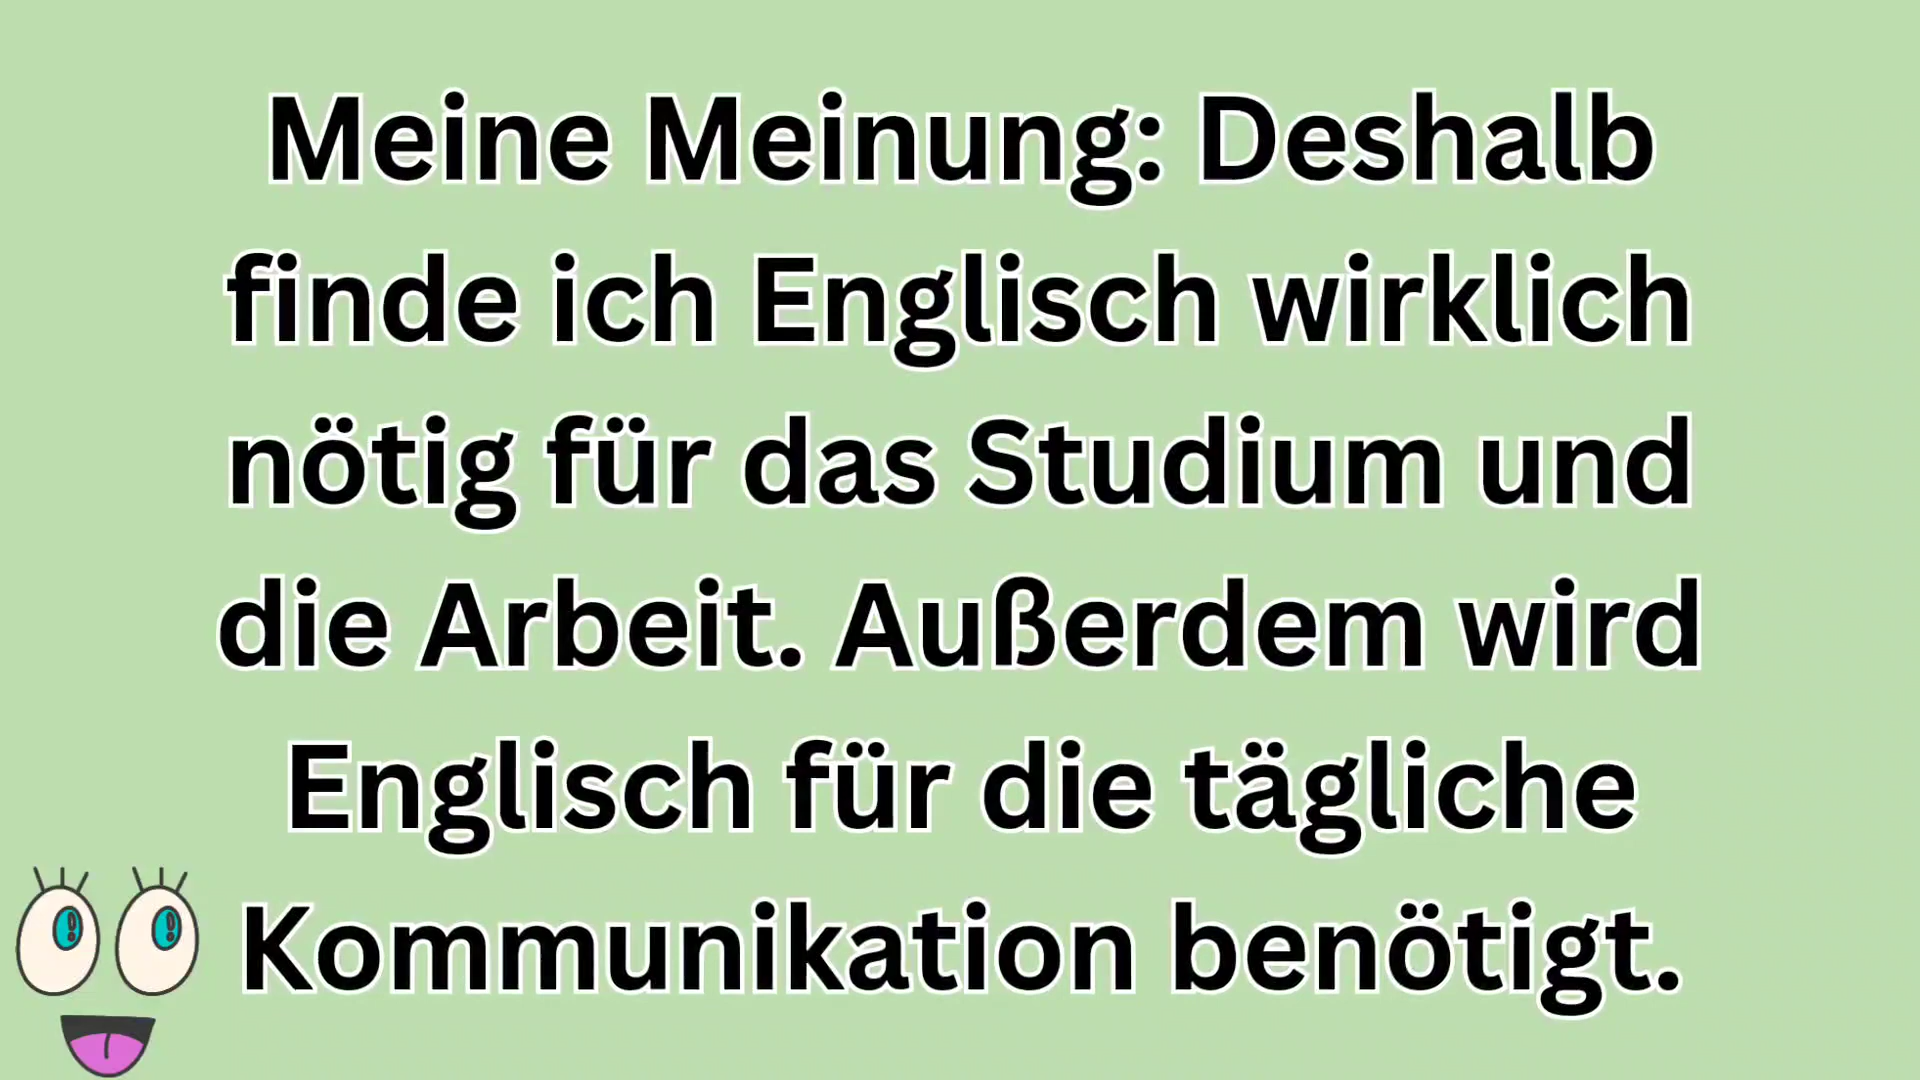 Meine Meinung: Deshalb
finde ich Englisch wirklich
nötig für das Studium und
die Arbeit. Außerdem wird
Englisch für die tägliche
Kommunikation benötigt.